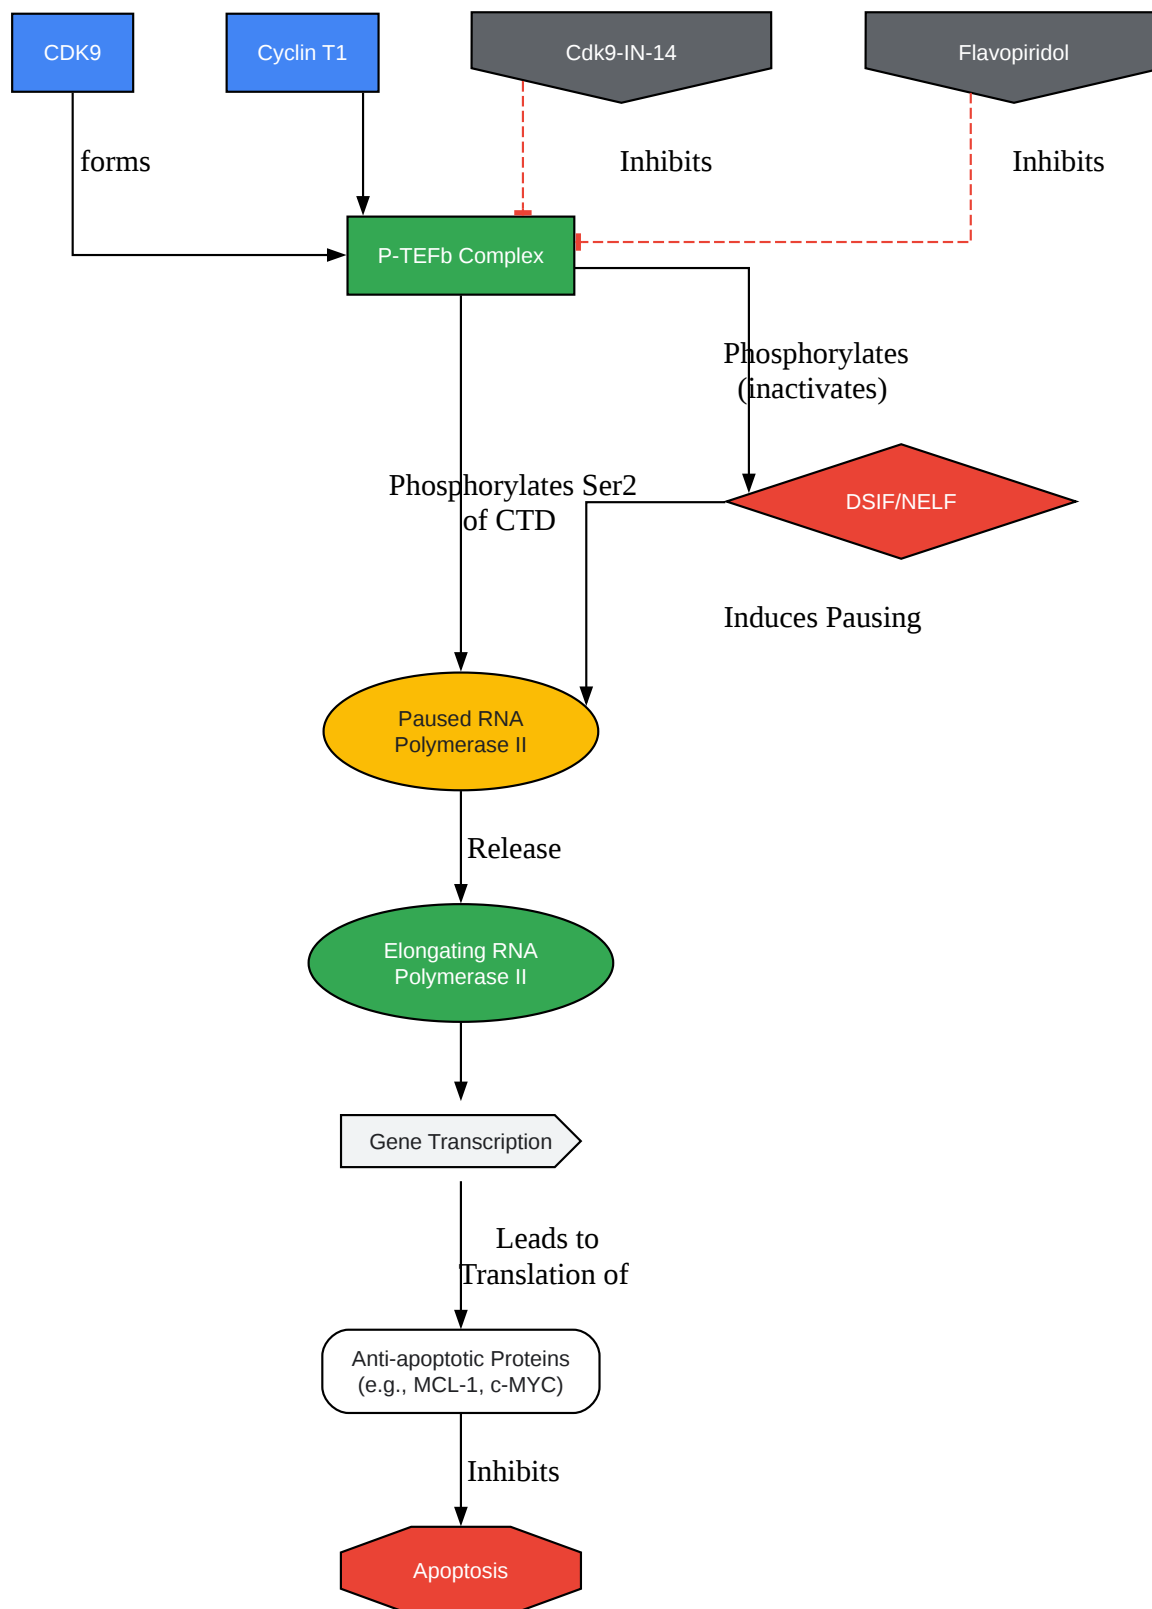 CDK9
Cyclin T1
Cdk9-IN-14
Flavopiridol
forms
Inhibits
Inhibits
P-TEFb Complex
Phosphorylates
(inactivates)
Phosphorylates Ser2
of CTD
DSIF/NELF
Induces Pausing
Paused RNA
Polymerase II
Release
Elongating RNA
Polymerase II
Gene Transcription
Leads to
Translation of
Anti-apoptotic Proteins
(e.g., MCL-1, c-MYC)
Inhibits
Apoptosis